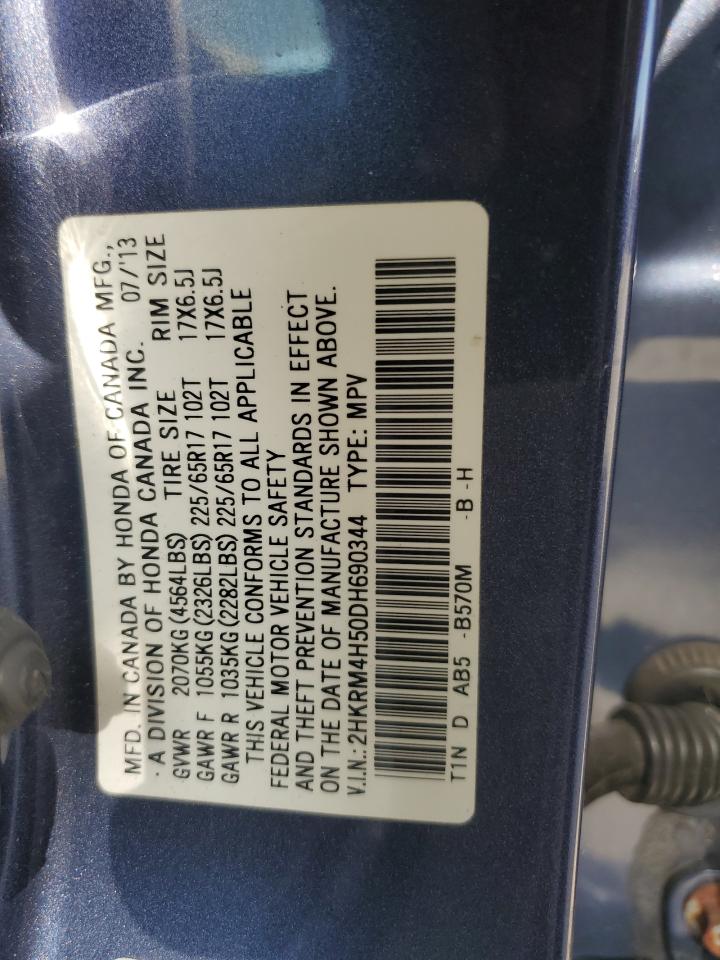 MFD. IN CANADA BY HONDA OF CANADA MFG.,
· A DIVISION OF HONDA CANADA INC. 07/'13
GVWR 2070KG(4564LBS) TIRE SIZE RIM SIZE
GAWR F 1055KG(2326LBS) 225/65R17 102T 17X6.5J
GAWR R 1035KG(2282LBS) 225/65R17 102T 17X6.5J
THIS VEHICLE CONFORMS TO ALL APPLICABLE
FEDERAL MOTOR VEHICLE SAFETY
AND THEFT PREVENTION STANDARDS IN EFFECT
ON THE DATE OF MANUFACTURE SHOWN ABOVE.
V.I.N.: 2HKRM4H50DH690344 TYPE: MPV
T1N D AB5 -B570M -B -H